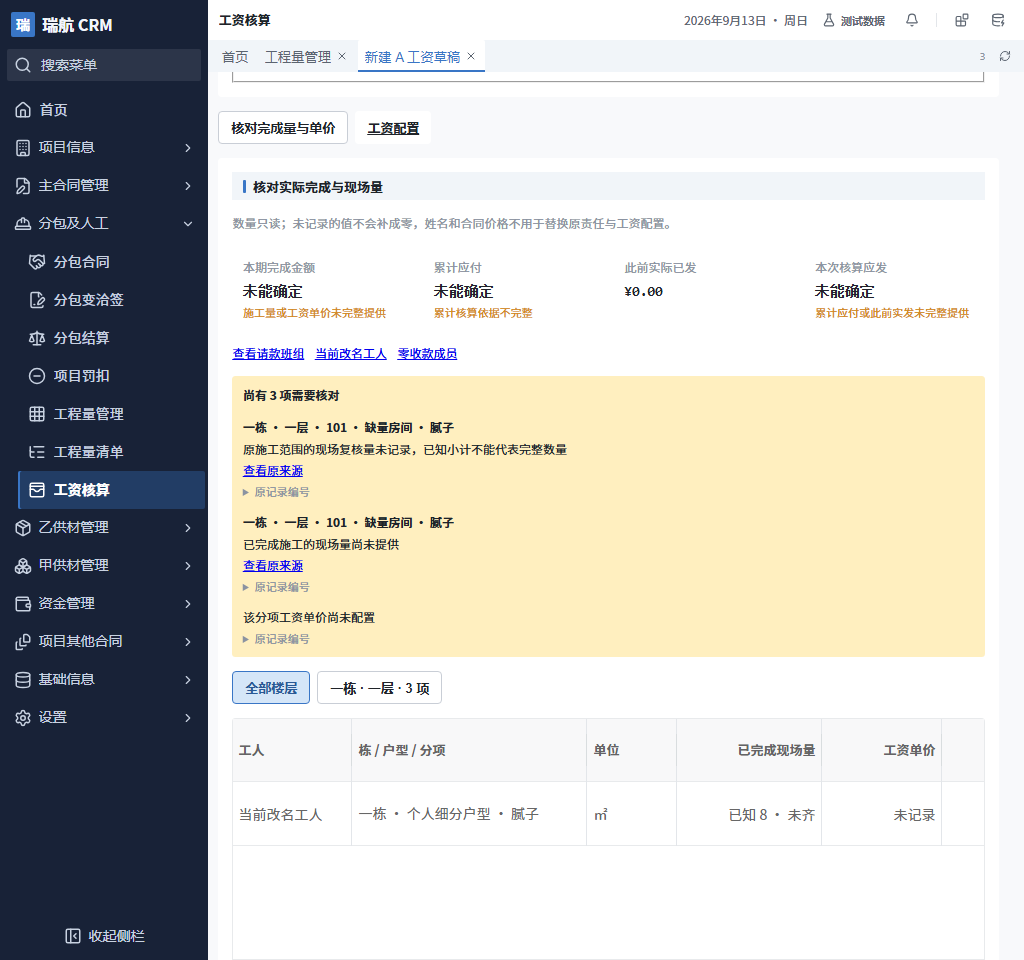 瑞 瑞航 CRM
搜索菜单
首页
项目信息
主合同管理
分包及人工
分包合同
分包变洽签
分包结算
项目罚扣
工程量管理
工程量清单
工资核算
乙供材管理
甲供材管理
资金管理
项目其他合同
基础信息
设置
收起侧栏
工资核算
2026年9月13日 · 周日 测试数据
首页 工程量管理 × 新建 A 工资草稿 × 3
核对完成量与单价 工资配置
核对实际完成与现场量
数量只读；未记录的值不会补成零，姓名和合同价格不用于替换原责任与工资配置。
本期完成金额 累计应付 此前实际已发 本次核算应发
未能确定 未能确定 ¥0.00 未能确定
施工量或工资单价未完整提供 累计核算依据不完整 累计应付或此前实发未完整提供
查看请款班组 当前改名工人 零收款成员
尚有 3 项需要核对
一栋 · 一层 · 101 · 缺量房间 · 腻子
原施工范围的现场复核量未记录，已知小计不能代表完整数量
查看原来源
▶ 原记录编号
一栋 · 一层 · 101 · 缺量房间 · 腻子
已完成施工的现场量尚未提供
查看原来源
▶ 原记录编号
该分项工资单价尚未配置
▶ 原记录编号
全部楼层 一栋 · 一层 · 3 项
工人 栋 / 户型 / 分项 单位 已完成现场量 工资单价
当前改名工人 一栋 · 个人细分户型 · 腻子 ㎡ 已知 8 · 未齐 未记录